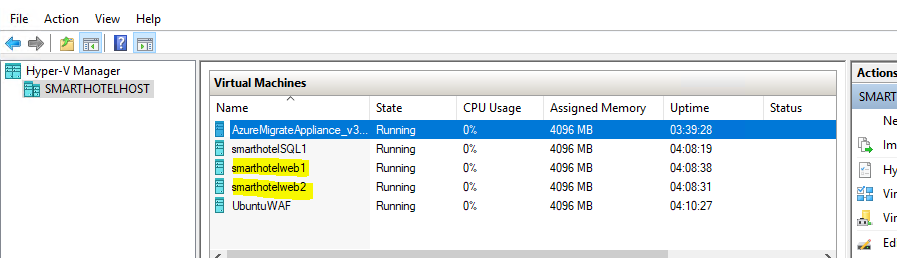 File Action View Help
Hyper-V Manager
SMARTHOTELHOST
Virtual Machines
Name State CPU Usage Assigned Memory Uptime Status
AzureMigrateAppliance_v3... Running 0% 4096 MB 03:39:28
smarthotelSQL1 Running 0% 4096 MB 04:08:19
smarthotelweb1 Running 0% 4096 MB 04:08:38
smarthotelweb2 Running 0% 4096 MB 04:08:31
UbuntuWAF Running 0% 4096 MB 04:10:27
Actions
SMART
Ne
Im
Hy
Vir
Vir
Ed